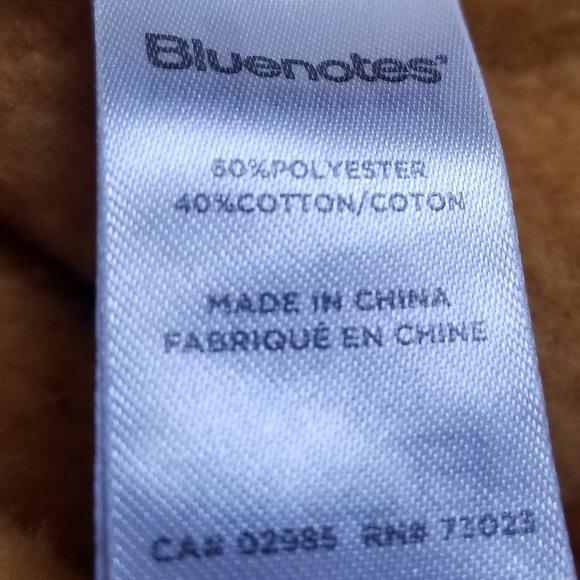 Bluenotes
60%POLYESTER
40%COTTON/COTON
MADE IN CHINA
FABRIQUÉ EN CHINE
CA# 02985 RN# 73023